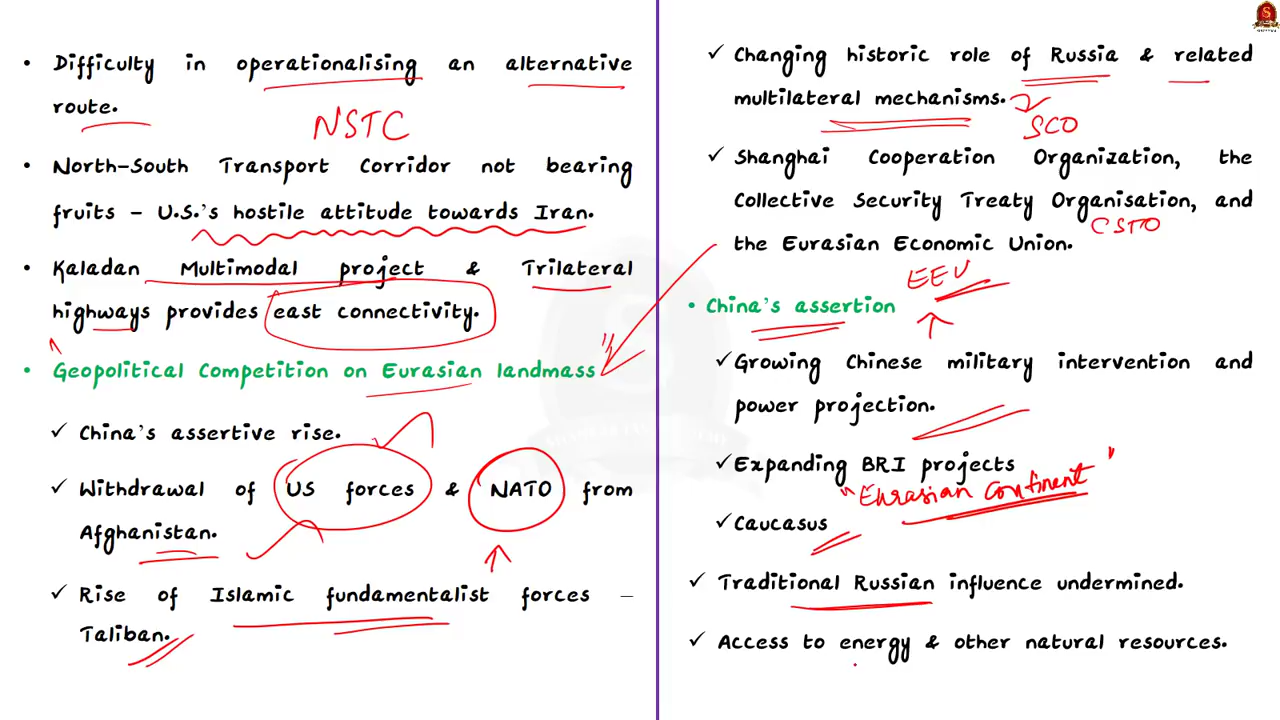 • Difficulty in operationalising an alternative
route.
NSTC
• North-South Transport Corridor not bearing
fruits - U.S.'s hostile attitude towards Iran.
• Kaladan Multimodal project & Trilateral
highways provides east connectivity.
• Geopolitical Competition on Eurasian landmass
✓ China's assertive rise.
✓ Withdrawal of US forces & NATO from
Afghanistan.
✓ Rise of Islamic fundamentalist forces –
Taliban.
✓ Changing historic role of Russia & related
multilateral mechanisms.
SCO
✓ Shanghai Cooperation Organization, the
Collective Security Treaty Organisation, and
CSTO
the Eurasian Economic Union.
EEU
• China's assertion
✓ Growing Chinese military intervention and
power projection.
✓ Expanding BRI projects
"Eurasian Continent"
✓ Caucasus
✓ Traditional Russian influence undermined.
✓ Access to energy & other natural resources.